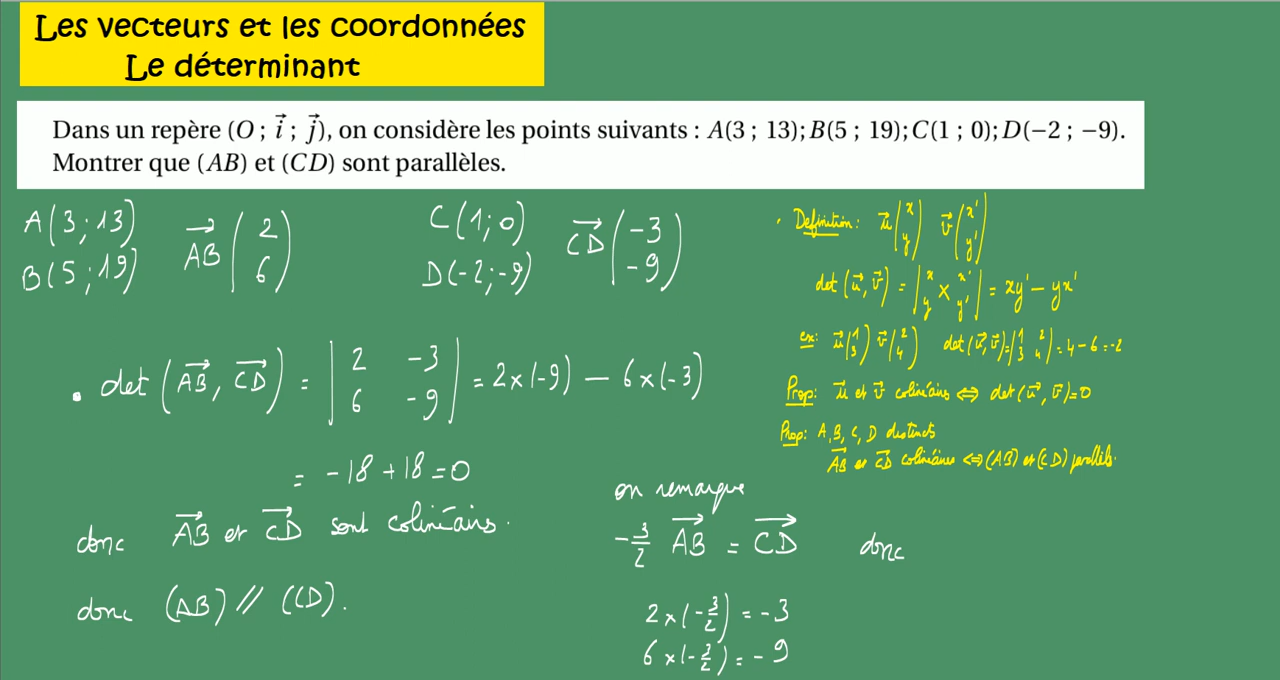 Les vecteurs et les coordonnées
Le déterminant
Dans un repère (O ; i⃗ ; j⃗), on considère les points suivants : A(3 ; 13); B(5 ; 19); C(1 ; 0); D(−2 ; −9).
Montrer que (AB) et (CD) sont parallèles.
A(3 ; 13)
B(5 ; 19)
AB⃗ (2 6)
C(1 ; 0)
D(-2 ; -9)
CD⃗ (-3 -9)
• det (AB⃗, CD⃗) = |2 -3 6 -9| = 2×(-9) − 6×(-3)
= -18 + 18 = 0
donc AB⃗ et CD⃗ sont colinéaires.
donc (AB) // (CD).
on remarque
-3/2 AB⃗ = CD⃗ donc
2×(-3/2) = -3
6×(-3/2) = -9
• Definition: u⃗ (x y) v⃗ (x' y')
det (u⃗, v⃗) = |x x' y y'| = xy' − yx'
ex: u⃗ (1 3) v⃗ (2 4) det (u⃗, v⃗) = |1 2 3 4| = 4 − 6 = -2
Prop: u⃗ et v⃗ colinéaires ⟺ det (u⃗, v⃗) = 0
Prop: A, B, C, D distincts
AB⃗ et CD⃗ colinéaires ⟺ (AB) et (CD) parallèles.